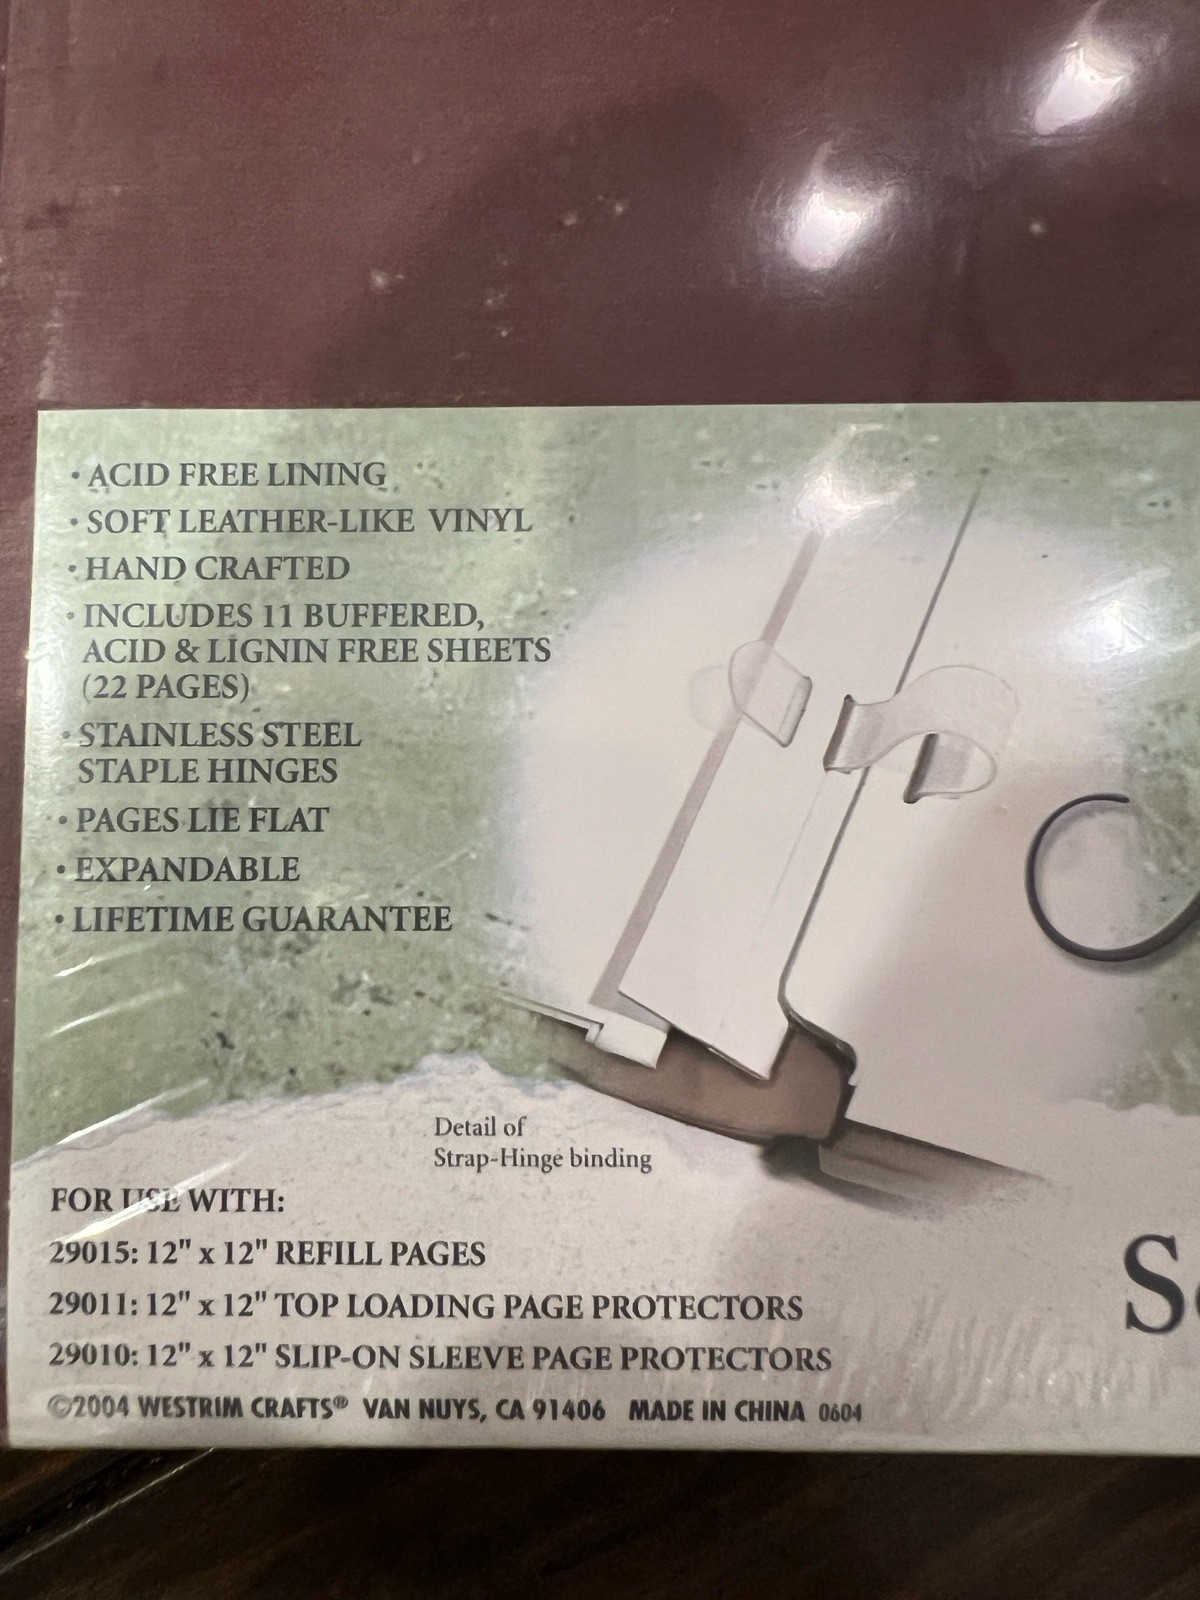 • ACID FREE LINING
• SOFT LEATHER-LIKE VINYL
• HAND CRAFTED
• INCLUDES 11 BUFFERED,
ACID & LIGNIN FREE SHEETS
(22 PAGES)
• STAINLESS STEEL
STAPLE HINGES
• PAGES LIE FLAT
• EXPANDABLE
• LIFETIME GUARANTEE
Detail of
Strap-Hinge binding
FOR USE WITH:
29015: 12" x 12" REFILL PAGES
29011: 12" x 12" TOP LOADING PAGE PROTECTORS
29010: 12" x 12" SLIP-ON SLEEVE PAGE PROTECTORS
©2004 WESTRIM CRAFTS® VAN NUYS, CA 91406 MADE IN CHINA 0604